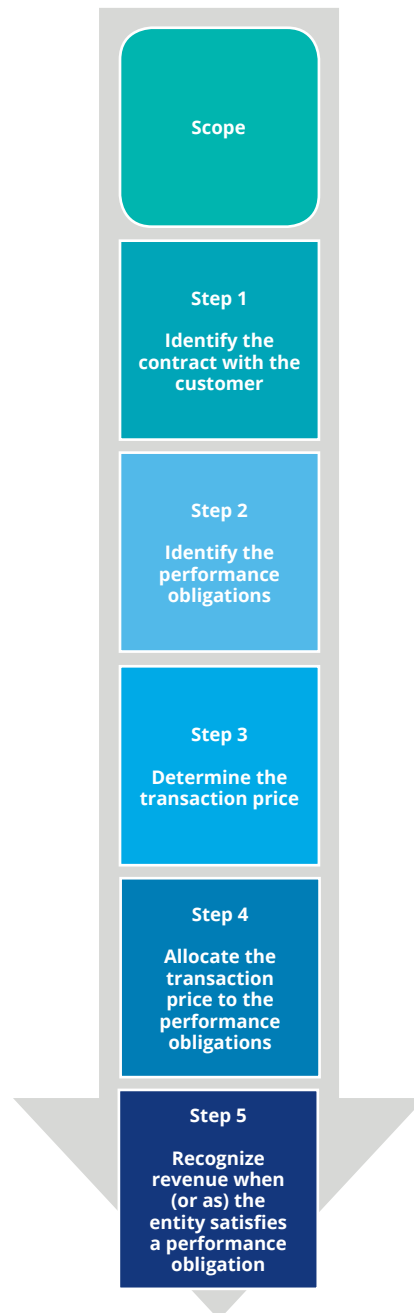 Scope
Step 1
Identify the
contract with the
customer
Step 2
Identify the
performance
obligations
Step 3
Determine the
transaction price
Step 4
Allocate the
transaction
price to the
performance
obligations
Step 5
Recognize
revenue when
(or as) the
entity satisfies
a performance
obligation